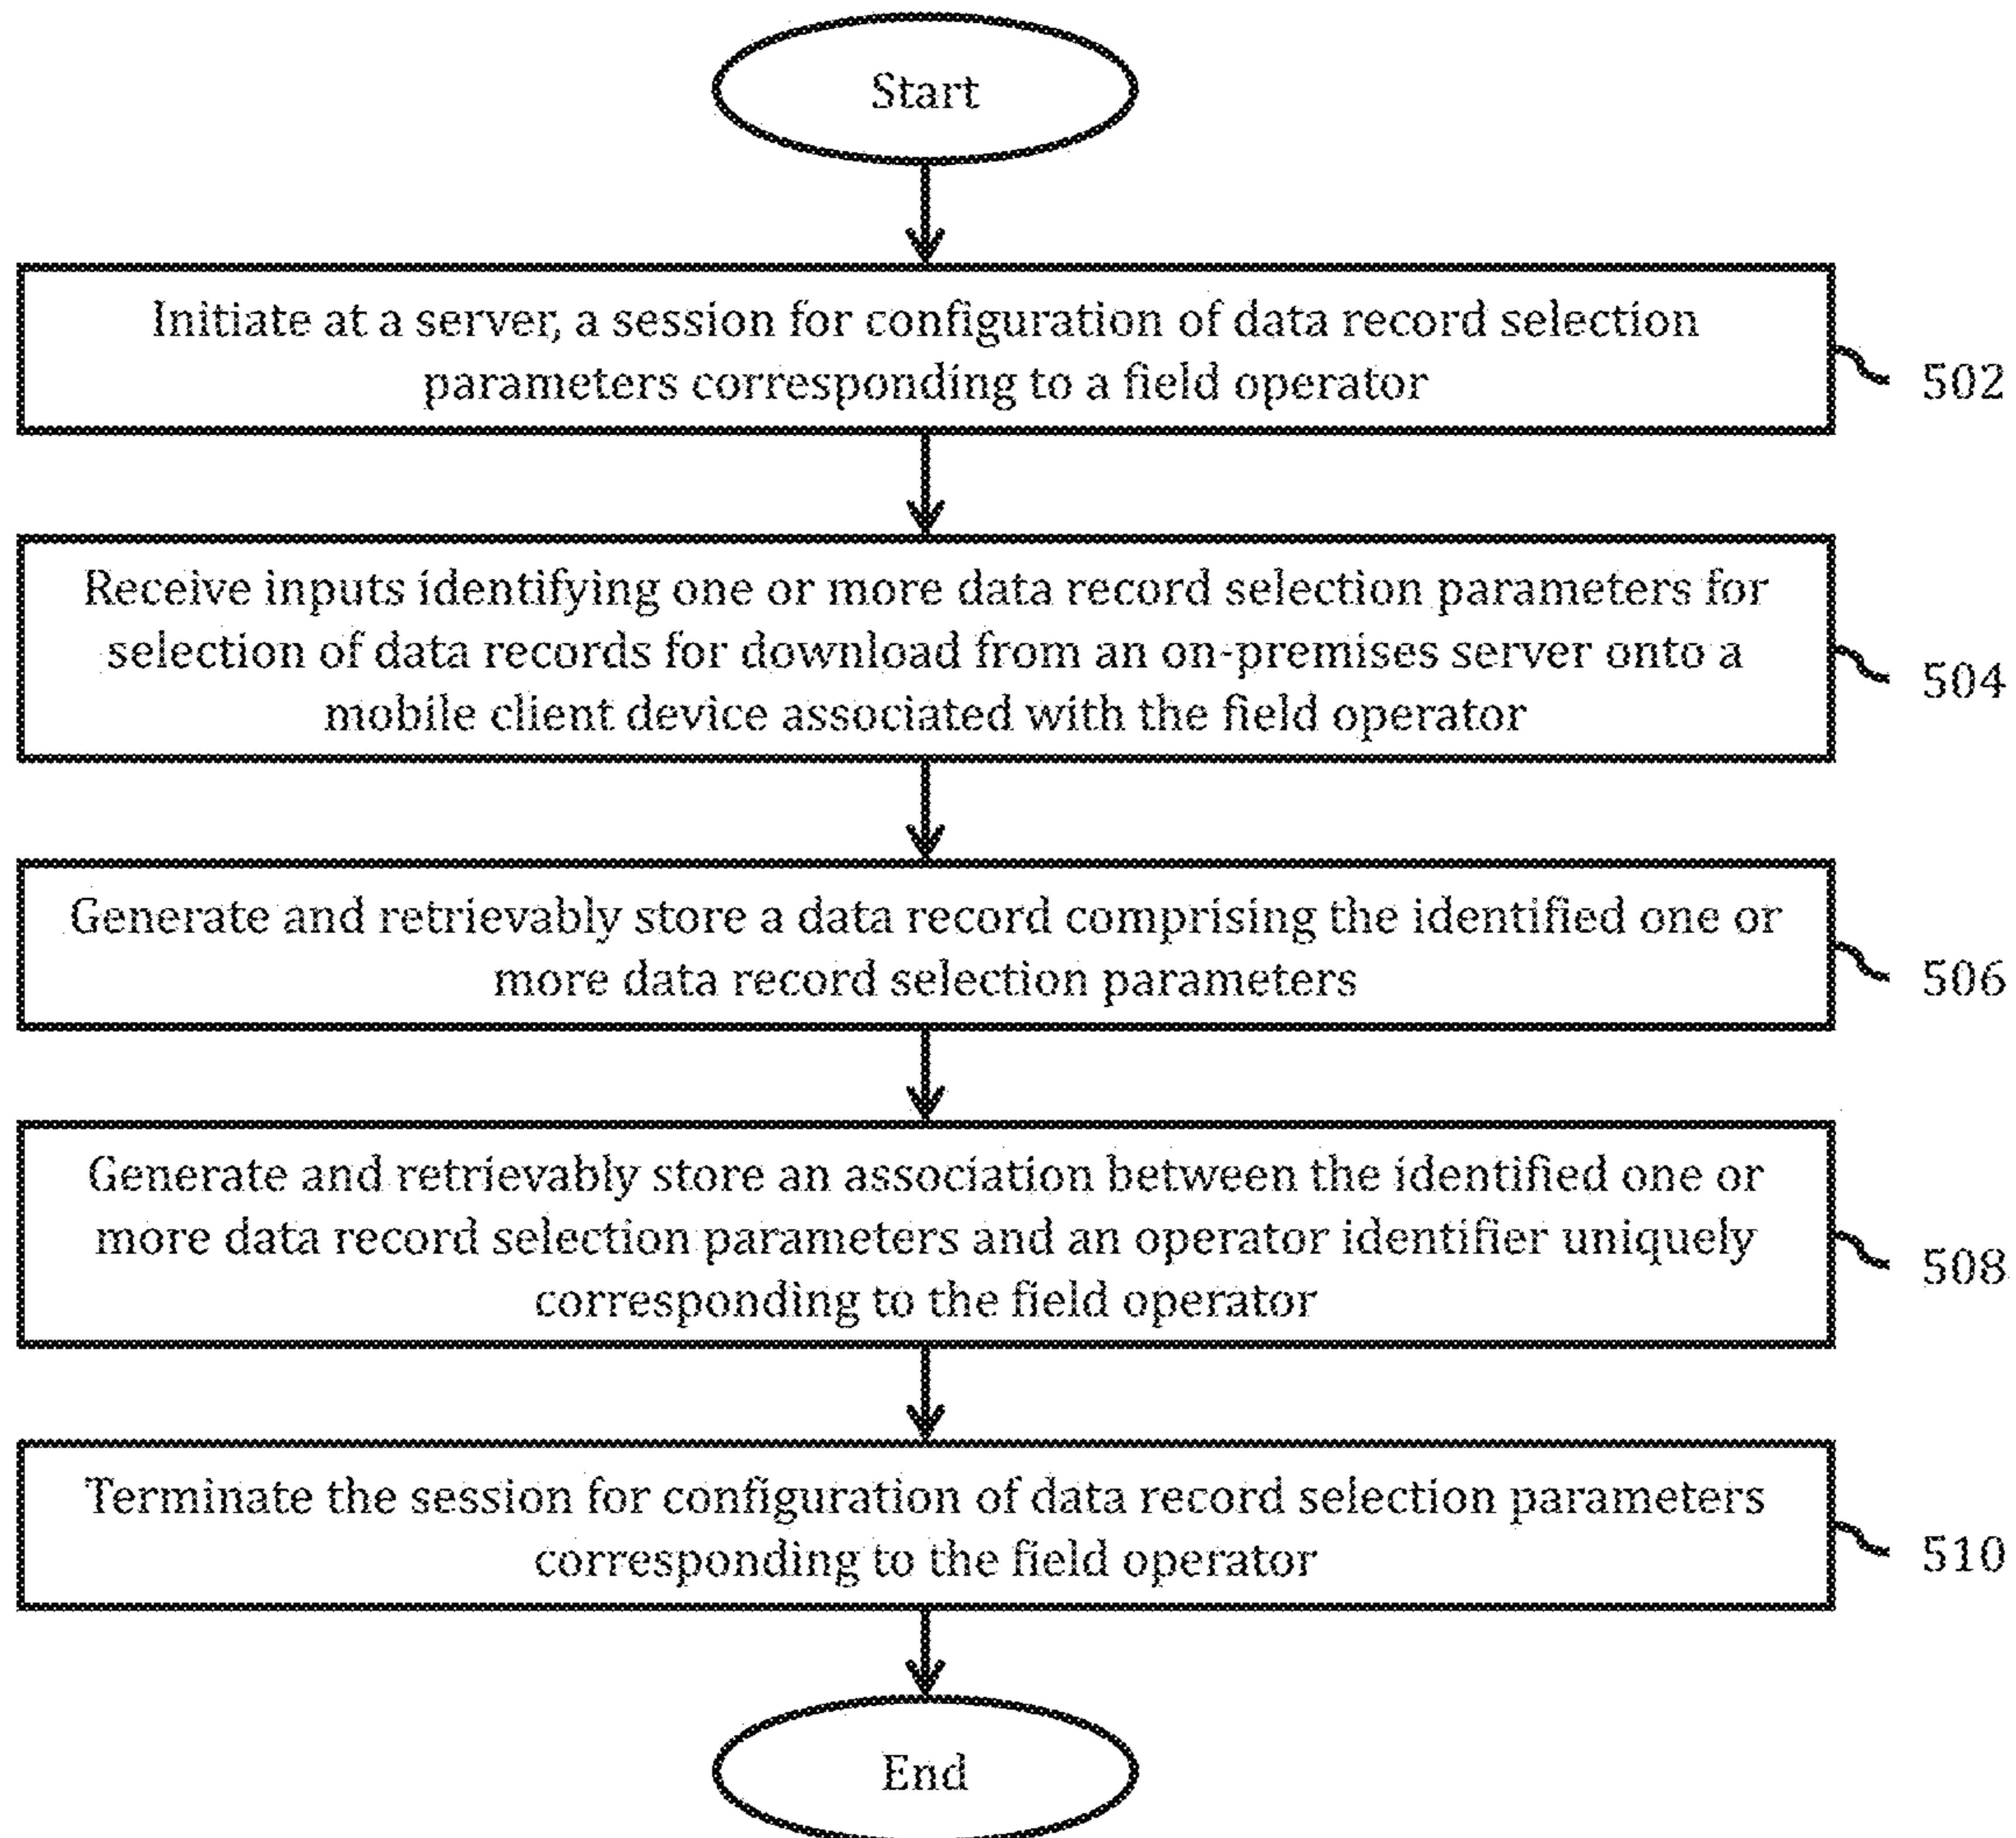 Start
Initiate at a server, a session for configuration of data record selection
parameters corresponding to a field operator
502
Receive inputs identifying one or more data record selection parameters for
selection of data records for download from an on-premises server onto a
mobile client device associated with the field operator
504
Generate and retrievably store a data record comprising the identified one or
more data record selection parameters
506
Generate and retrievably store an association between the identified one or
more data record selection parameters and an operator identifier uniquely
corresponding to the field operator
508
Terminate the session for configuration of data record selection parameters
corresponding to the field operator
510
End